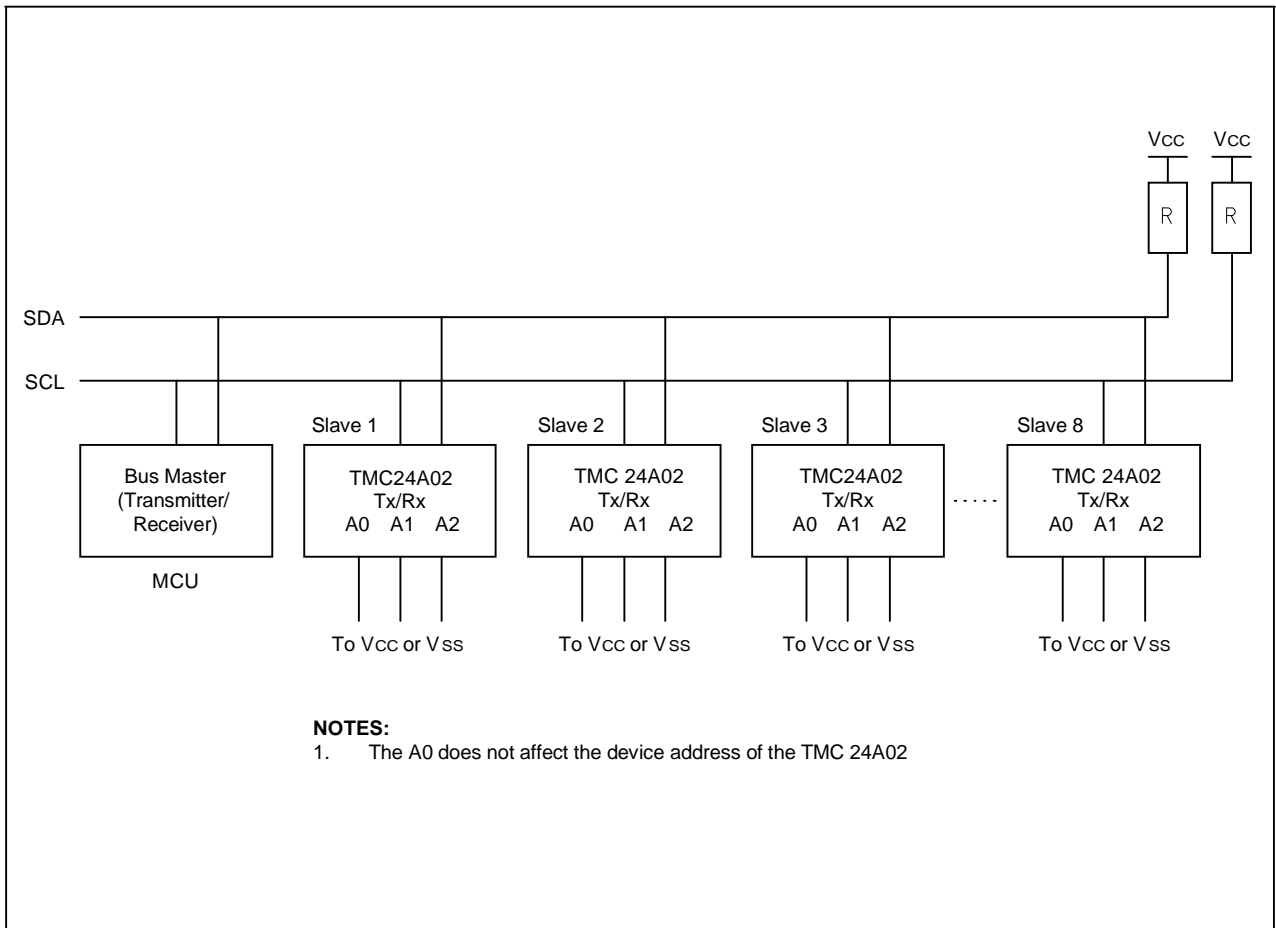 Vcc Vcc
R R
SDA
SCL
Slave 1 Slave 2 Slave 3 Slave 8
Bus Master
(Transmitter/
Receiver)
MCU
TMC24A02
Tx/Rx
A0 A1 A2
To Vcc or Vss
TMC 24A02
Tx/Rx
A0 A1 A2
To Vcc or Vss
TMC24A02
Tx/Rx
A0 A1 A2
To Vcc or Vss
.....
TMC 24A02
Tx/Rx
A0 A1 A2
To Vcc or Vss
NOTES:
1. The A0 does not affect the device address of the TMC 24A02